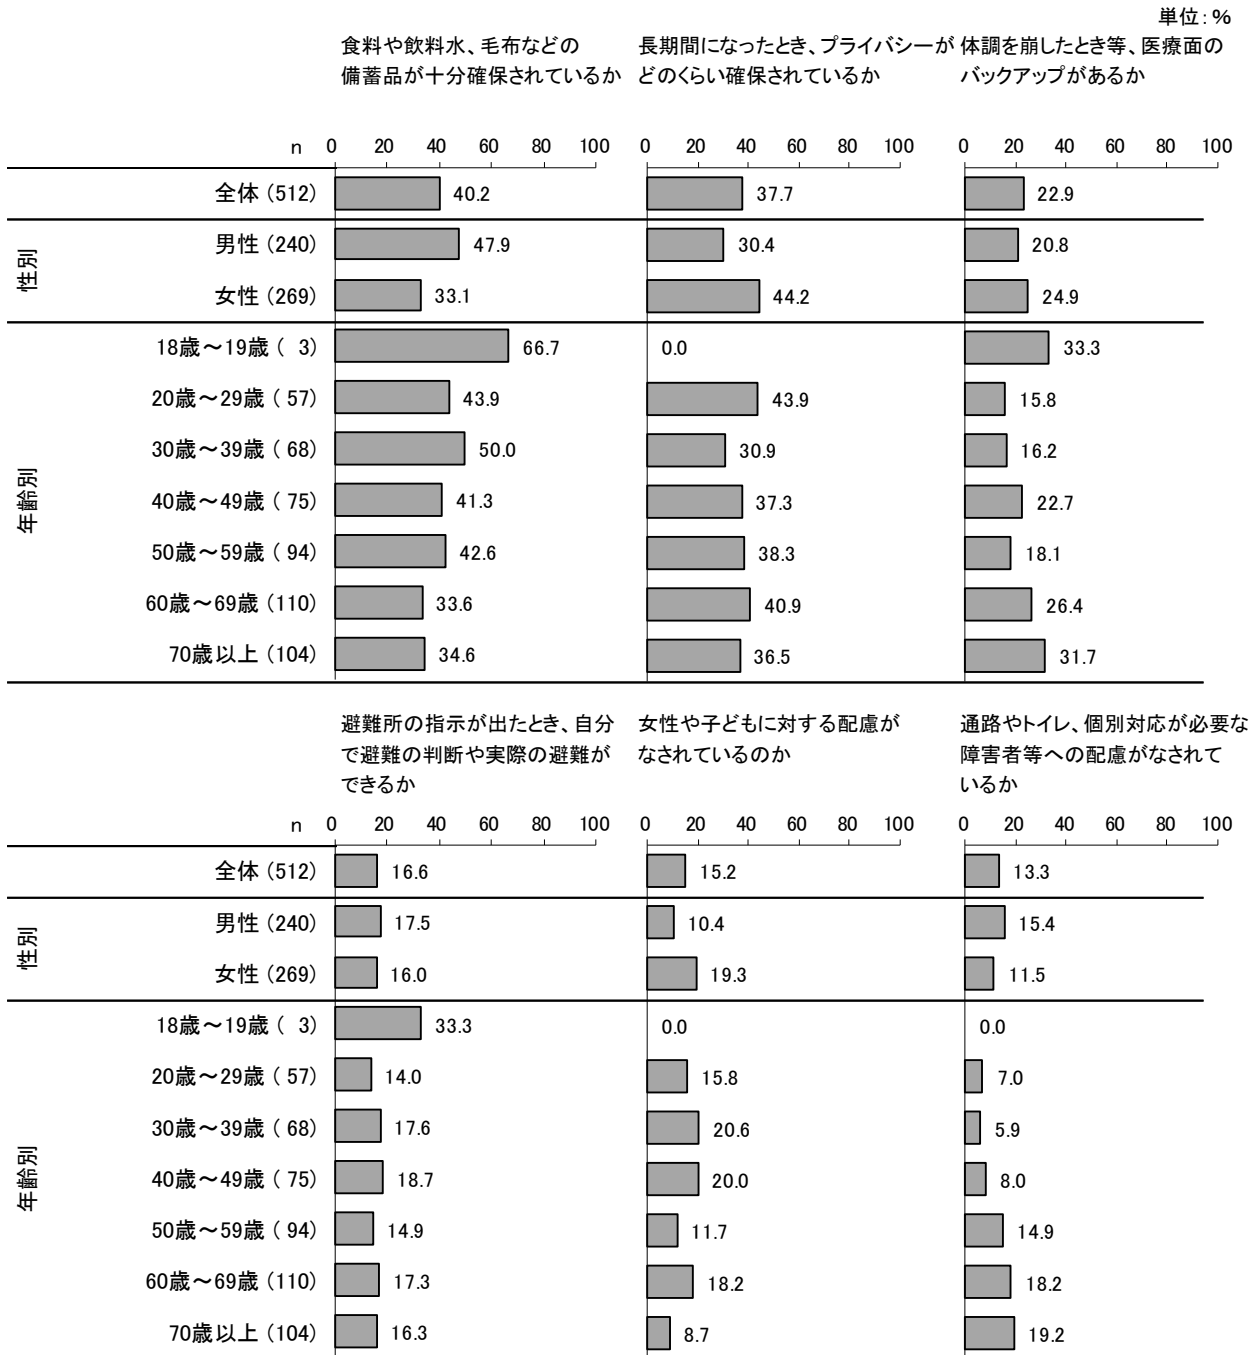 単位：％
食料や飲料水、毛布などの
備蓄品が十分確保されているか
長期間になったとき、プライバシーが
どのくらい確保されているか
体調を崩したとき等、医療面の
バックアップがあるか
n 0 20 40 60 80 100 0 20 40 60 80 100 0 20 40 60 80 100
全体 (512) 40.2 37.7 22.9
性別
男性 (240) 47.9 30.4 20.8
女性 (269) 33.1 44.2 24.9
年齢別
18歳～19歳 ( 3) 66.7 0.0 33.3
20歳～29歳 ( 57) 43.9 43.9 15.8
30歳～39歳 ( 68) 50.0 30.9 16.2
40歳～49歳 ( 75) 41.3 37.3 22.7
50歳～59歳 ( 94) 42.6 38.3 18.1
60歳～69歳 (110) 33.6 40.9 26.4
70歳以上 (104) 34.6 36.5 31.7
避難所の指示が出たとき、自分
で避難の判断や実際の避難が
できるか
女性や子どもに対する配慮が
なされているのか
通路やトイレ、個別対応が必要な
障害者等への配慮がなされて
いるか
n 0 20 40 60 80 100 0 20 40 60 80 100 0 20 40 60 80 100
全体 (512) 16.6 15.2 13.3
性別
男性 (240) 17.5 10.4 15.4
女性 (269) 16.0 19.3 11.5
年齢別
18歳～19歳 ( 3) 33.3 0.0 0.0
20歳～29歳 ( 57) 14.0 15.8 7.0
30歳～39歳 ( 68) 17.6 20.6 5.9
40歳～49歳 ( 75) 18.7 20.0 8.0
50歳～59歳 ( 94) 14.9 11.7 14.9
60歳～69歳 (110) 17.3 18.2 18.2
70歳以上 (104) 16.3 8.7 19.2